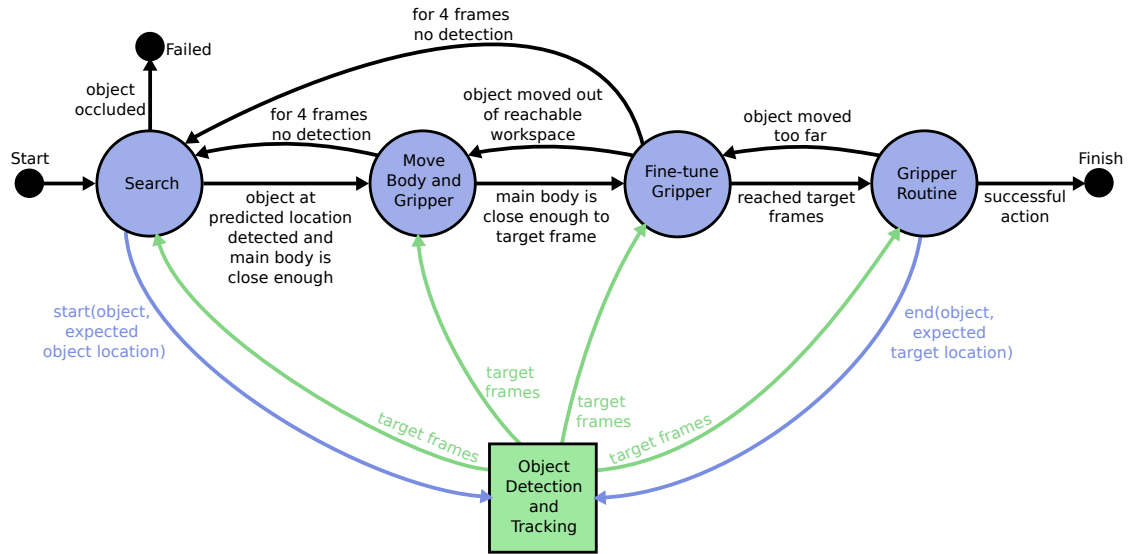 for 4 frames
no detection
Failed
object
occluded
for 4 frames
no detection
object moved out
of reachable
workspace
object moved
too far
Start
Search
Move
Body and
Gripper
Fine-tune
Gripper
Gripper
Routine
Finish
object at
predicted location
detected and
main body is
close enough
main body is
close enough to
target frame
reached target
frames
successful
action
start(object,
expected
object location)
end(object,
expected
target location)
target frames
target
frames
target
frames
target frames
Object
Detection
and
Tracking